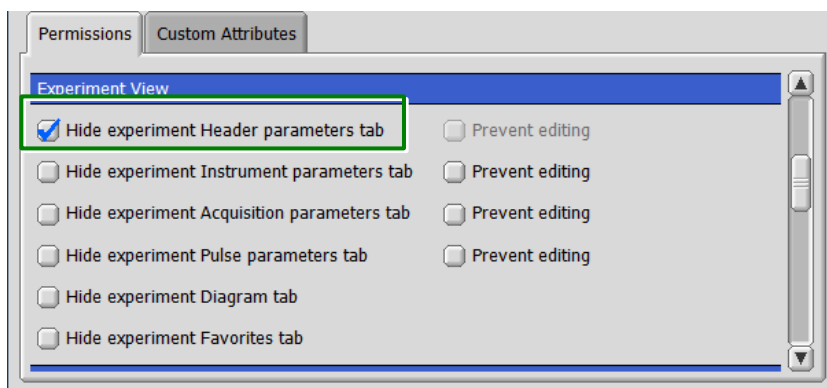 Permissions Custom Attributes
Experiment View
Hide experiment Header parameters tab Prevent editing
Hide experiment Instrument parameters tab Prevent editing
Hide experiment Acquisition parameters tab Prevent editing
Hide experiment Pulse parameters tab Prevent editing
Hide experiment Diagram tab
Hide experiment Favorites tab